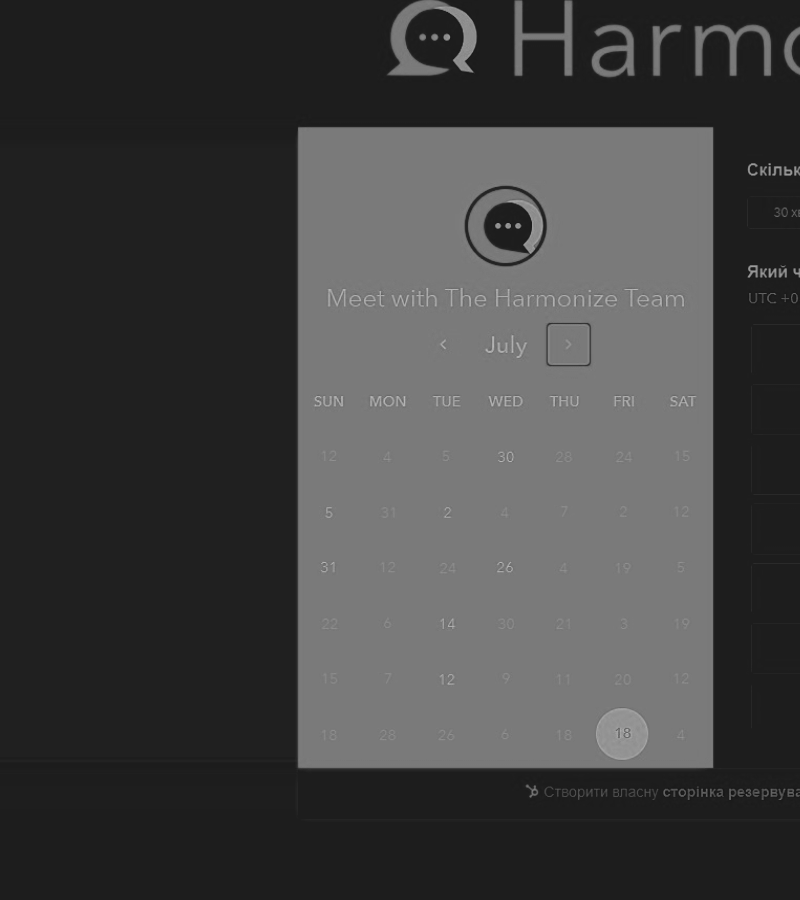 Harmo
Meet with The Harmonize Team
July
SUN MON TUE WED THU FRI SAT
12 4 5 30 28 24 15
5 31 2 4 7 2 12
31 12 24 26 4 19 5
22 6 14 30 21 3 19
15 7 12 9 11 20 12
18 28 26 6 18 18 4
Скільк
30 хв
Який ч
UTC +0
Створити власну сторінка резервува